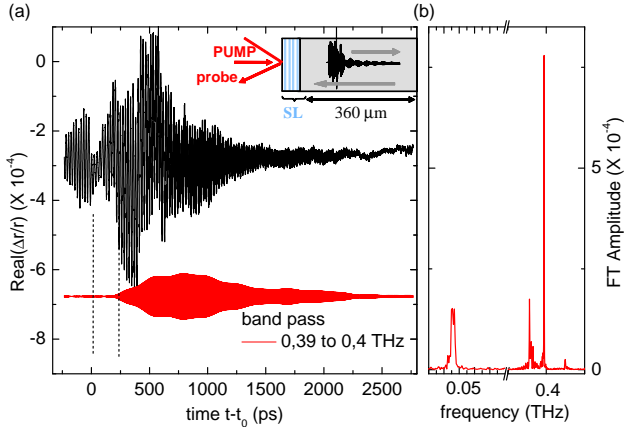 (a)
(b)
PUMP
probe
SL
360 μm
Real(Δr/r) (X 10⁻⁴)
0
-2
-4
-6
-8
band pass
0,39 to 0,4 THz
0
500
1000
1500
2000
2500
time t-t₀ (ps)
5
0
FT Amplitude (X 10⁻⁴)
0.05
0.4
frequency (THz)